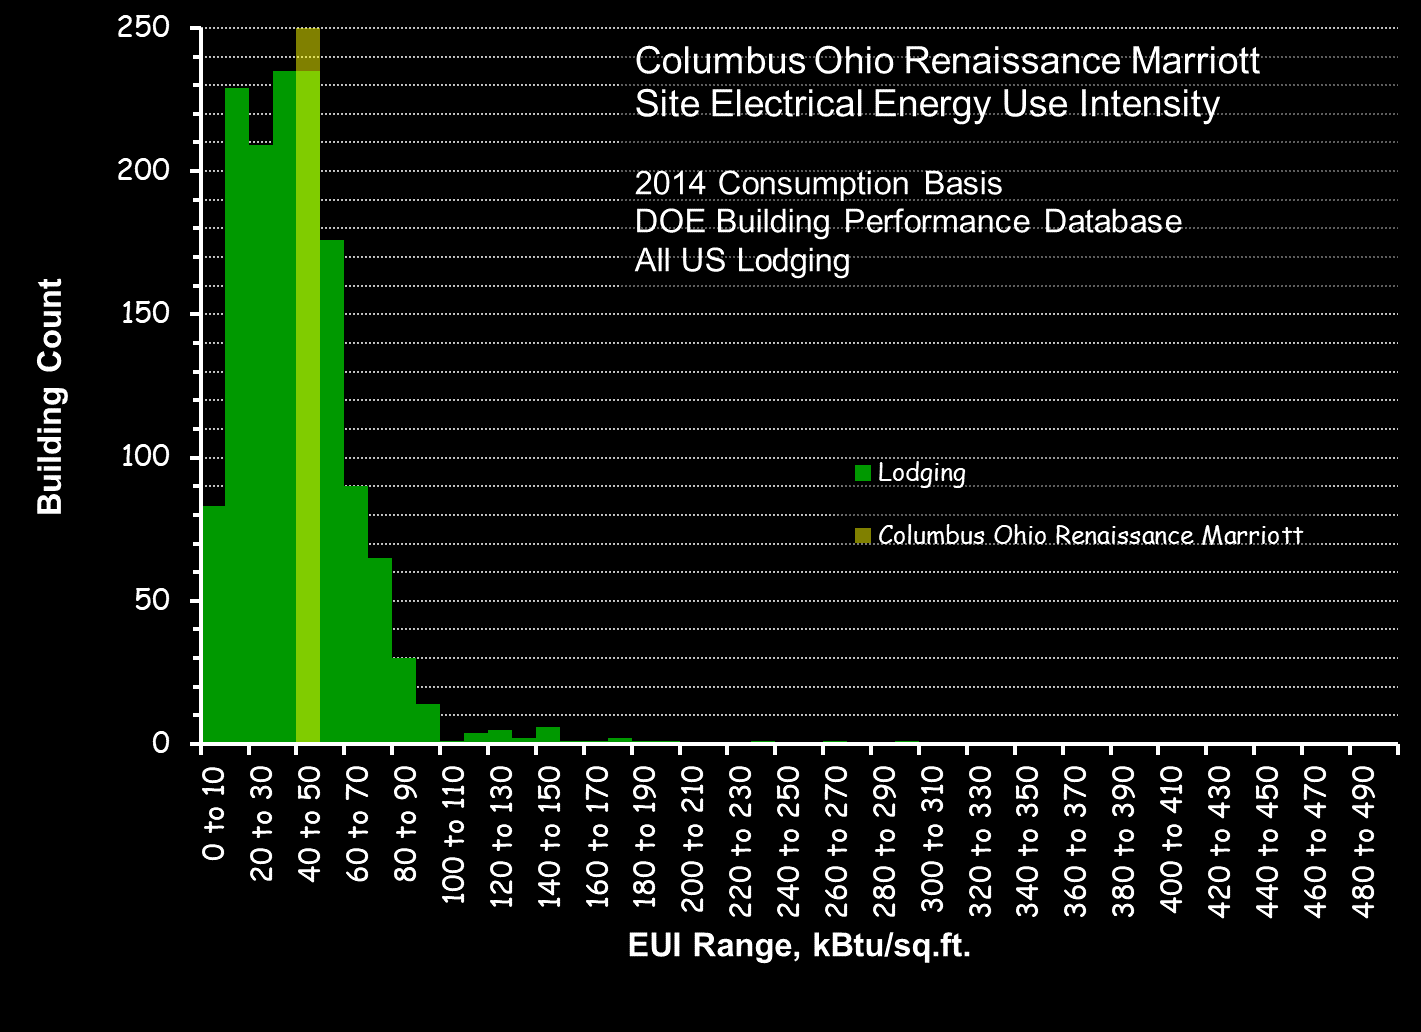 Columbus Ohio Renaissance Marriott
Site Electrical Energy Use Intensity
2014 Consumption Basis
DOE Building Performance Database
All US Lodging
Building Count
250
200
150
100
50
0
Lodging
Columbus Ohio Renaissance Marriott
0 to 10
20 to 30
40 to 50
60 to 70
80 to 90
100 to 110
120 to 130
140 to 150
160 to 170
180 to 190
200 to 210
220 to 230
240 to 250
260 to 270
280 to 290
300 to 310
320 to 330
340 to 350
360 to 370
380 to 390
400 to 410
420 to 430
440 to 450
460 to 470
480 to 490
EUI Range, kBtu/sq.ft.